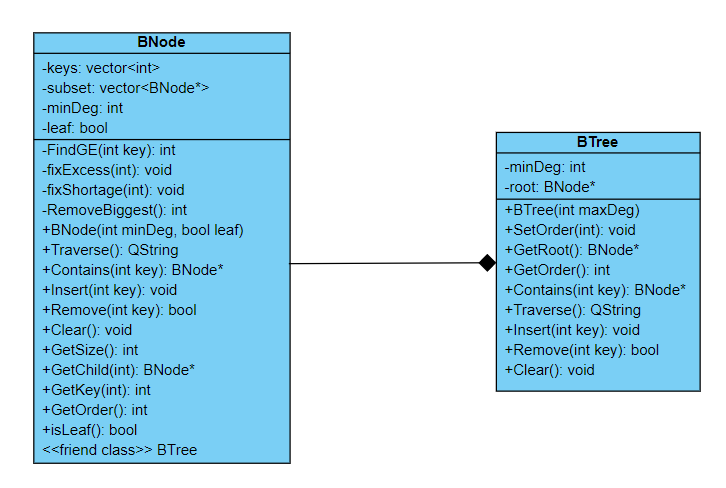 BNode
-keys: vector<int>
-subset: vector<BNode*>
-minDeg: int
-leaf: bool
-FindGE(int key): int
-fixExcess(int): void
-fixShortage(int): void
-RemoveBiggest(): int
+BNode(int minDeg, bool leaf)
+Traverse(): QString
+Contains(int key): BNode*
+Insert(int key): void
+Remove(int key): bool
+Clear(): void
+GetSize(): int
+GetChild(int): BNode*
+GetKey(int): int
+GetOrder(): int
+isLeaf(): bool
<<friend class>> BTree
BTree
-minDeg: int
-root: BNode*
+BTree(int maxDeg)
+SetOrder(int): void
+GetRoot(): BNode*
+GetOrder(): int
+Contains(int key): BNode*
+Traverse(): QString
+Insert(int key): void
+Remove(int key): bool
+Clear(): void